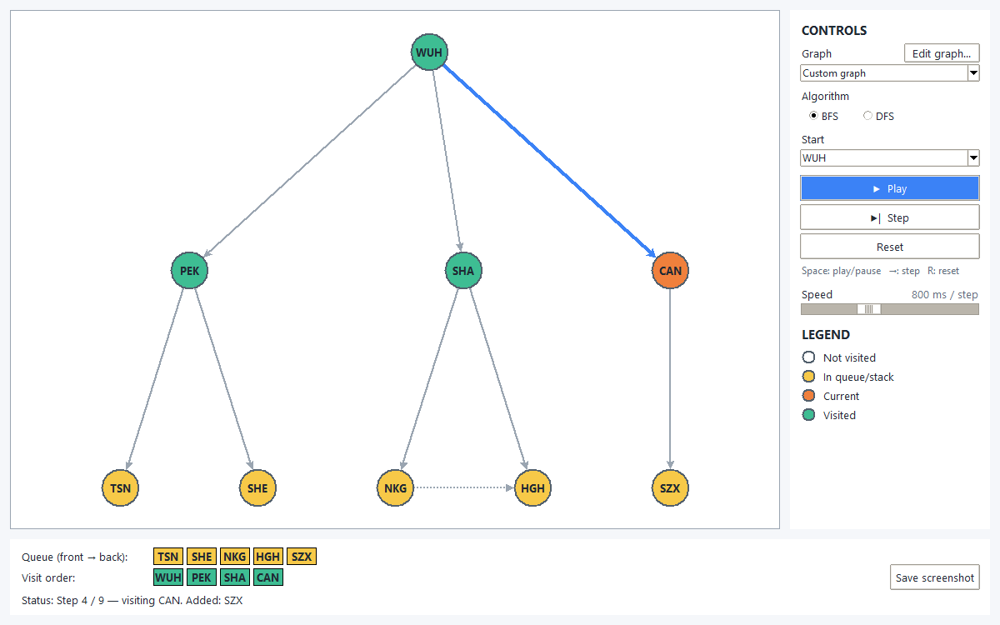 WUH
PEK
SHA
CAN
TSN
SHE
NKG
HGH
SZX
CONTROLS
Graph
Edit graph...
Custom graph
Algorithm
BFS
DFS
Start
WUH
► Play
►| Step
Reset
Space: play/pause →: step R: reset
Speed 800 ms / step
LEGEND
Not visited
In queue/stack
Current
Visited
Queue (front → back): TSN SHE NKG HGH SZX
Visit order: WUH PEK SHA CAN
Status: Step 4 / 9 — visiting CAN. Added: SZX
Save screenshot